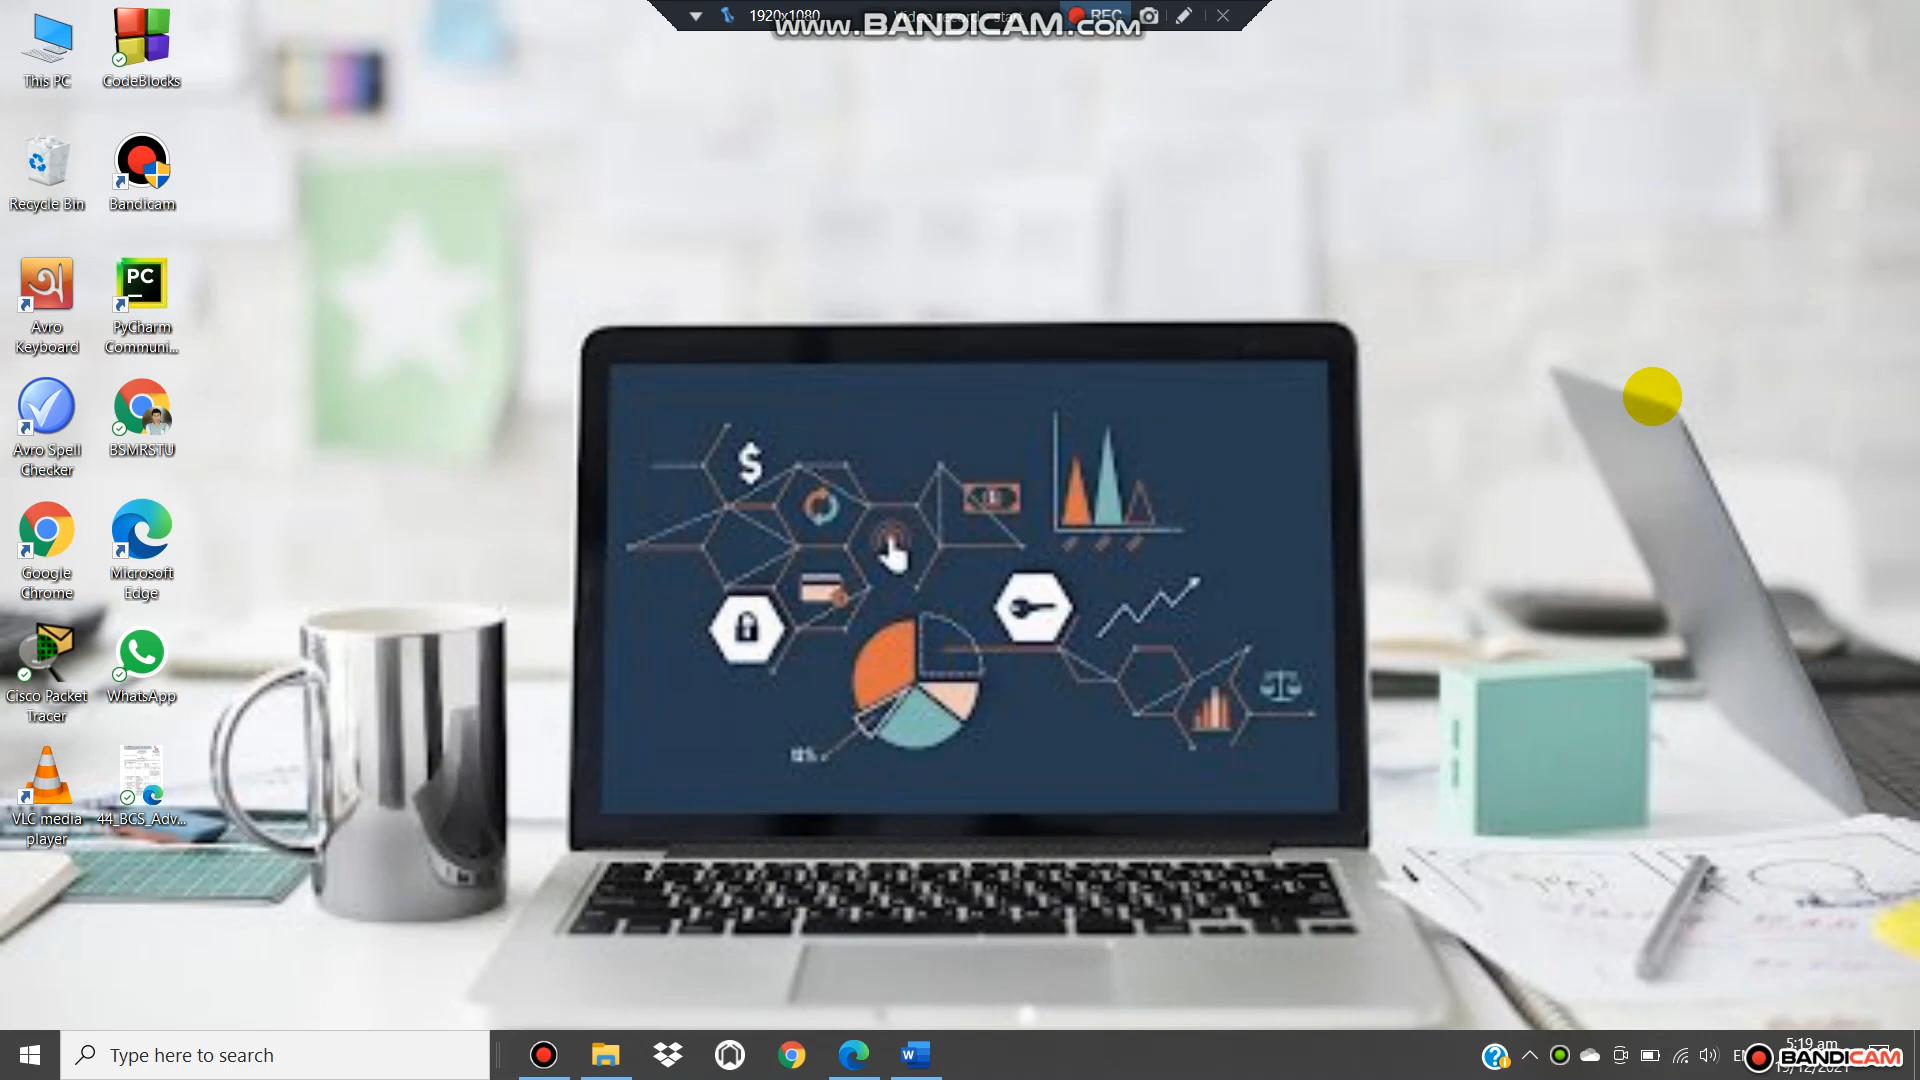 1920x1080
REC
www.BANDICAM.com
This PC
CodeBlocks
Recycle Bin
Bandicam
PC
Avro
Keyboard
PyCharm
Communi...
Avro Spell
Checker
BSMRSTU
Google
Chrome
Microsoft
Edge
Cisco Packet
Tracer
WhatsApp
VLC media
player
44_BCS_Adv...
Type here to search
5:19 am
BANDICAM